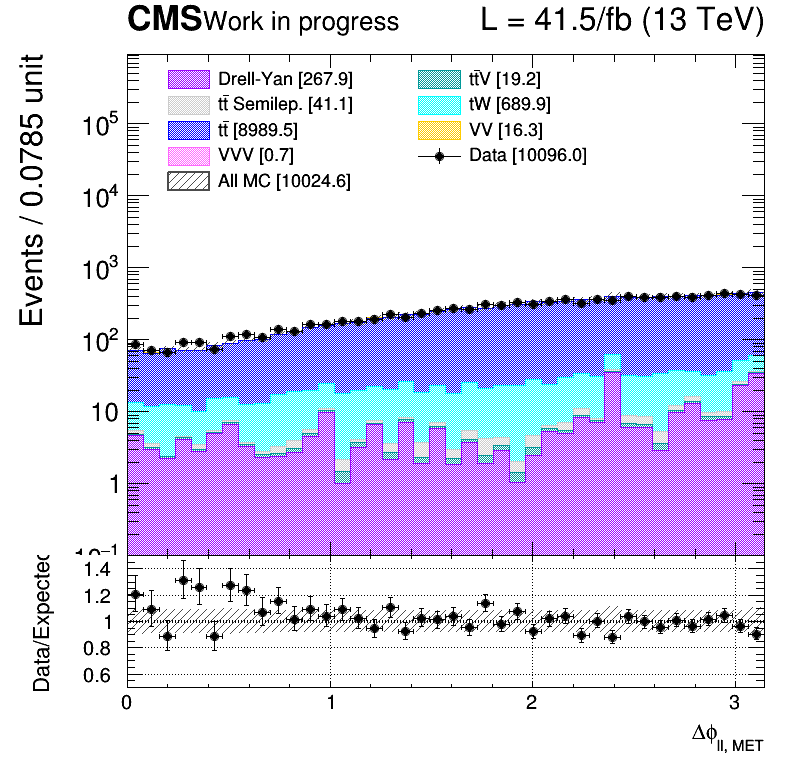 CMS Work in progress L = 41.5/fb (13 TeV)
Events / 0.0785 unit
Drell-Yan [267.9]
tt̄ Semilep. [41.1]
tt̄ [8989.5]
VVV [0.7]
All MC [10024.6]
tt̄V [19.2]
tW [689.9]
VV [16.3]
Data [10096.0]
10⁵
10⁴
10³
10²
10
1
10⁻¹
Data/Expected
1.4
1.2
1
0.8
0.6
0 1 2 3
Δϕll, MET